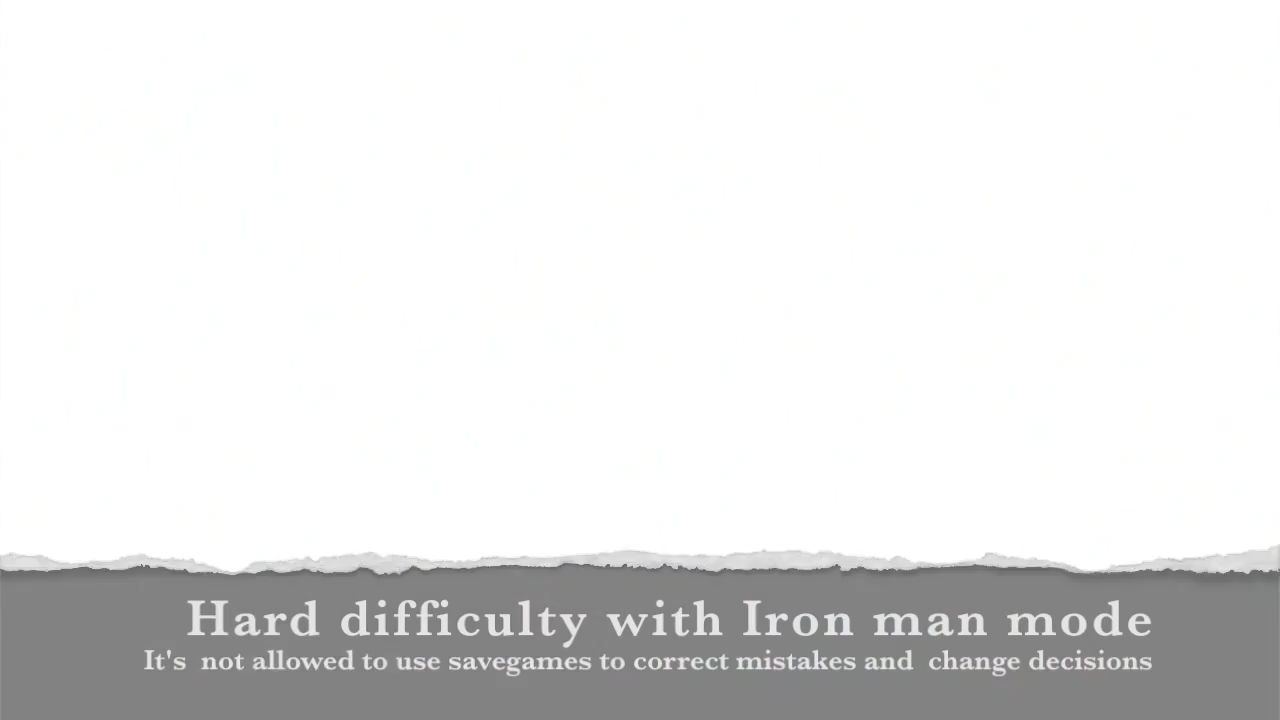 Hard difficulty with Iron man mode
It's not allowed to use savegames to correct mistakes and change decisions